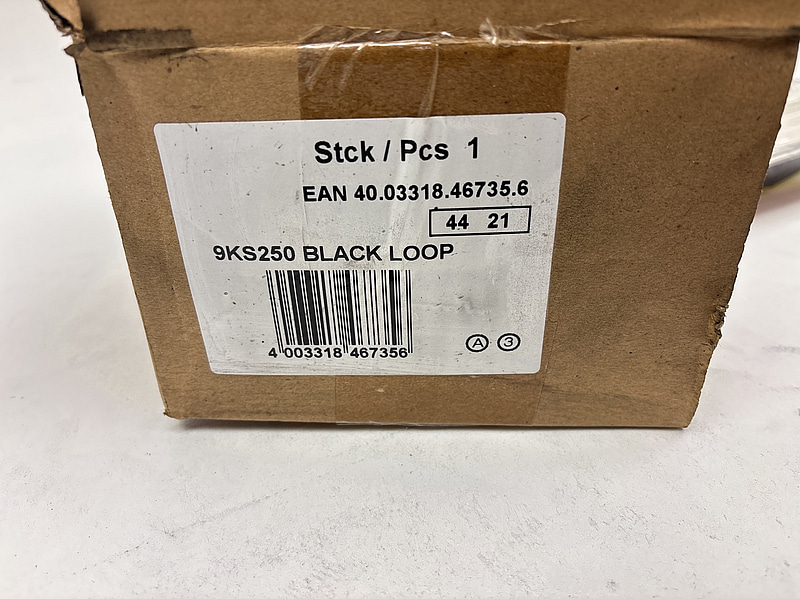 Stck / Pcs 1
EAN 40.03318.46735.6
44 21
9KS250 BLACK LOOP
4 003318 467356
A 3